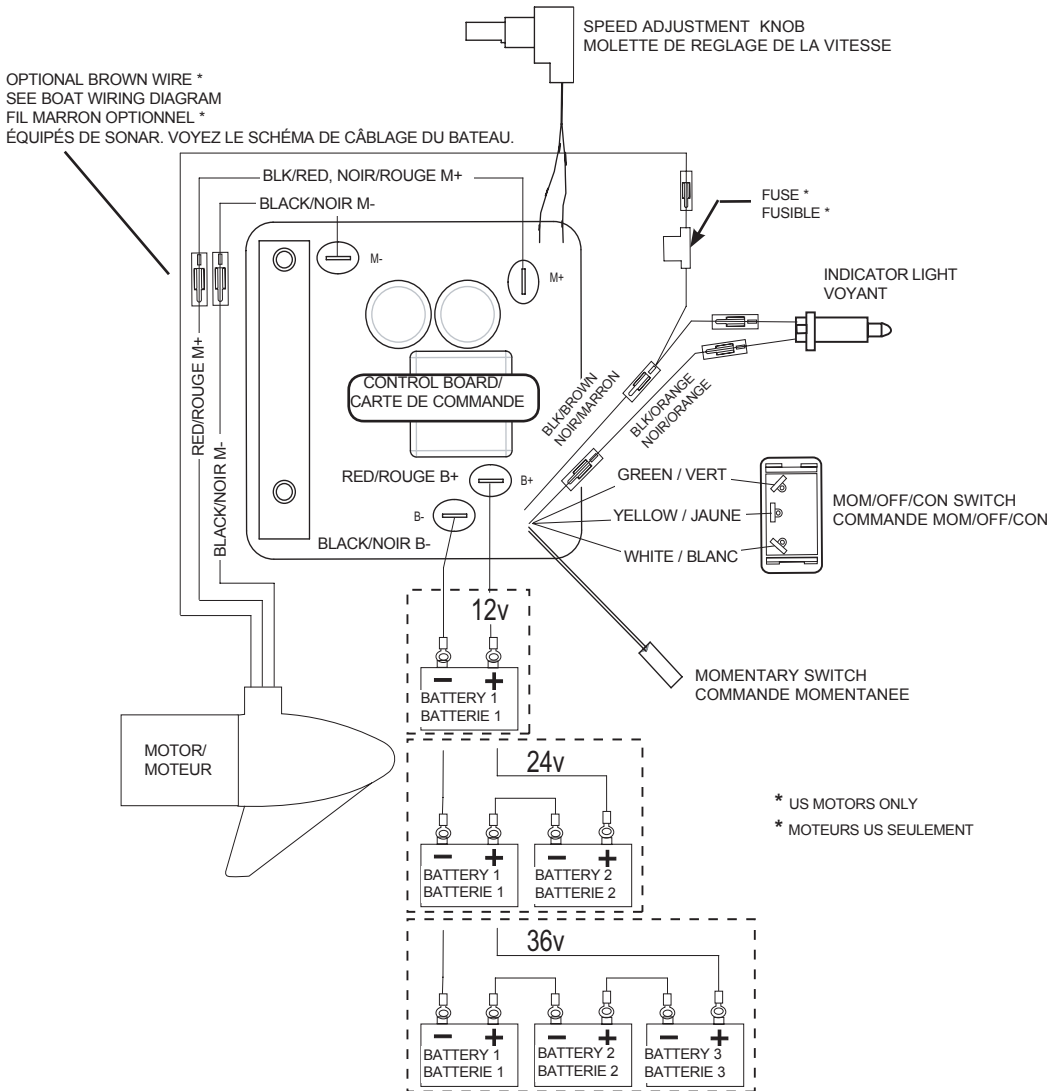 SPEED ADJUSTMENT KNOB
MOLETTE DE REGLAGE DE LA VITESSE
OPTIONAL BROWN WIRE *
SEE BOAT WIRING DIAGRAM
FIL MARRON OPTIONNEL *
ÉQUIPÉS DE SONAR. VOYEZ LE SCHÉMA DE CÂBLAGE DU BATEAU.
BLK/RED, NOIR/ROUGE M+
BLACK/NOIR M-
FUSE *
FUSIBLE *
M-
M+
INDICATOR LIGHT
VOYANT
RED/ROUGE M+
BLACK/NOIR M-
CONTROL BOARD/
CARTE DE COMMANDE
BLK/BROWN
NOIR/MARRON
BLK/ORANGE
NOIR/ORANGE
RED/ROUGE B+
B+
B-
BLACK/NOIR B-
GREEN / VERT
YELLOW / JAUNE
WHITE / BLANC
MOM/OFF/CON SWITCH
COMMANDE MOM/OFF/CON
12v
- +
BATTERY 1
BATTERIE 1
MOMENTARY SWITCH
COMMANDE MOMENTANEE
MOTOR/
MOTEUR
24v
- + - +
BATTERY 1
BATTERIE 1
BATTERY 2
BATTERIE 2
* US MOTORS ONLY
* MOTEURS US SEULEMENT
36v
- + - + - +
BATTERY 1
BATTERIE 1
BATTERY 2
BATTERIE 2
BATTERY 3
BATTERIE 3